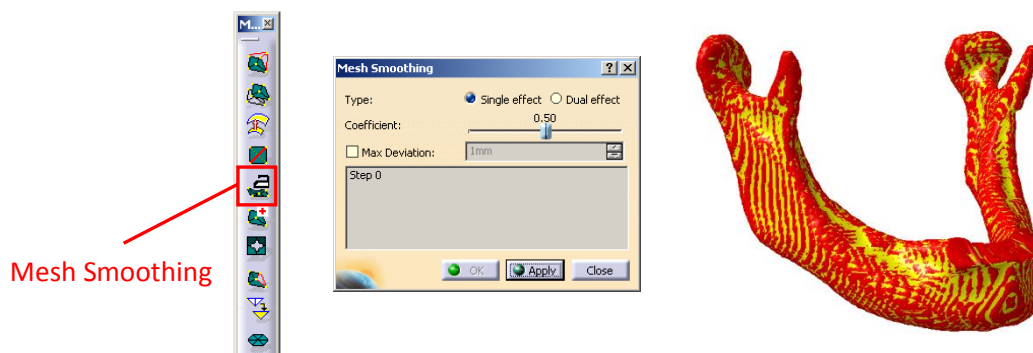 M...
Mesh Smoothing
Mesh Smoothing
Type:
Single effect
Dual effect
Coefficient:
0.50
Max Deviation:
1mm
Step 0
OK
Apply
Close